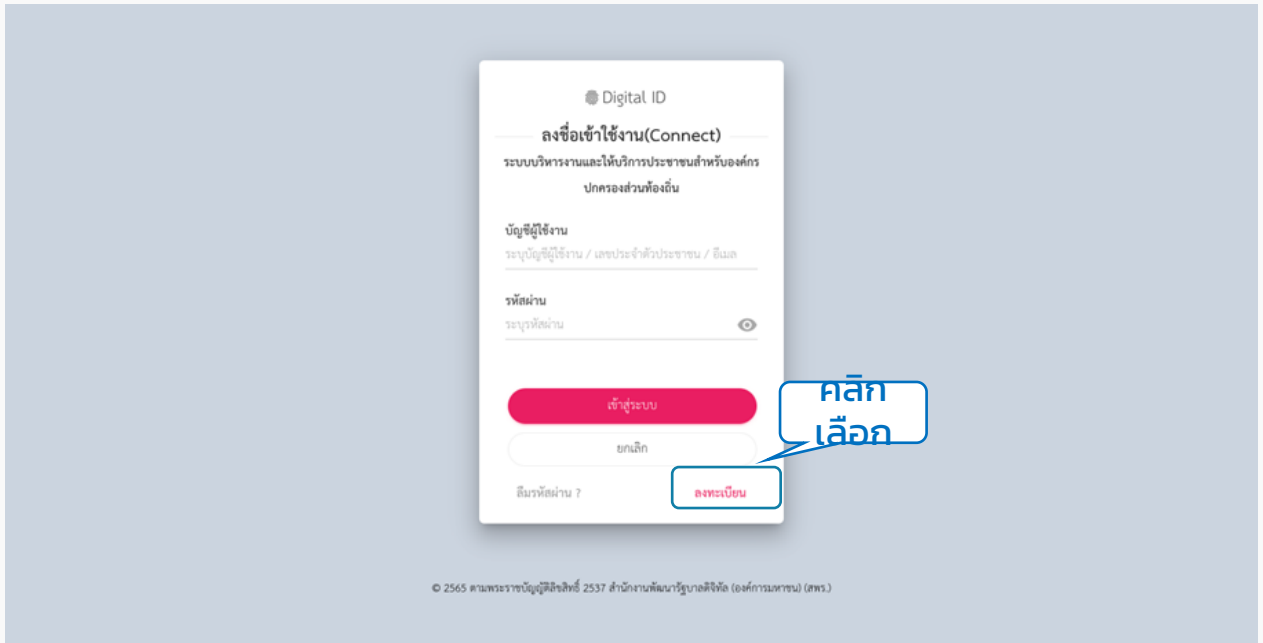 Digital ID
ลงชื่อเข้าใช้งาน(Connect)
ระบบบริหารงานและให้บริการประชาชนสำหรับองค์กร
ปกครองส่วนท้องถิ่น
บัญชีผู้ใช้งาน
ระบุบัญชีผู้ใช้งาน / เลขประจำตัวประชาชน / อีเมล
รหัสผ่าน
ระบุรหัสผ่าน
เข้าสู่ระบบ
คลิก
เลือก
ยกเลิก
ลืมรหัสผ่าน ?
ลงทะเบียน
© 2565 ตามพระราชบัญญัติลิขสิทธิ์ 2537 สำนักงานพัฒนารัฐบาลดิจิทัล (องค์การมหาชน) (สพร.)